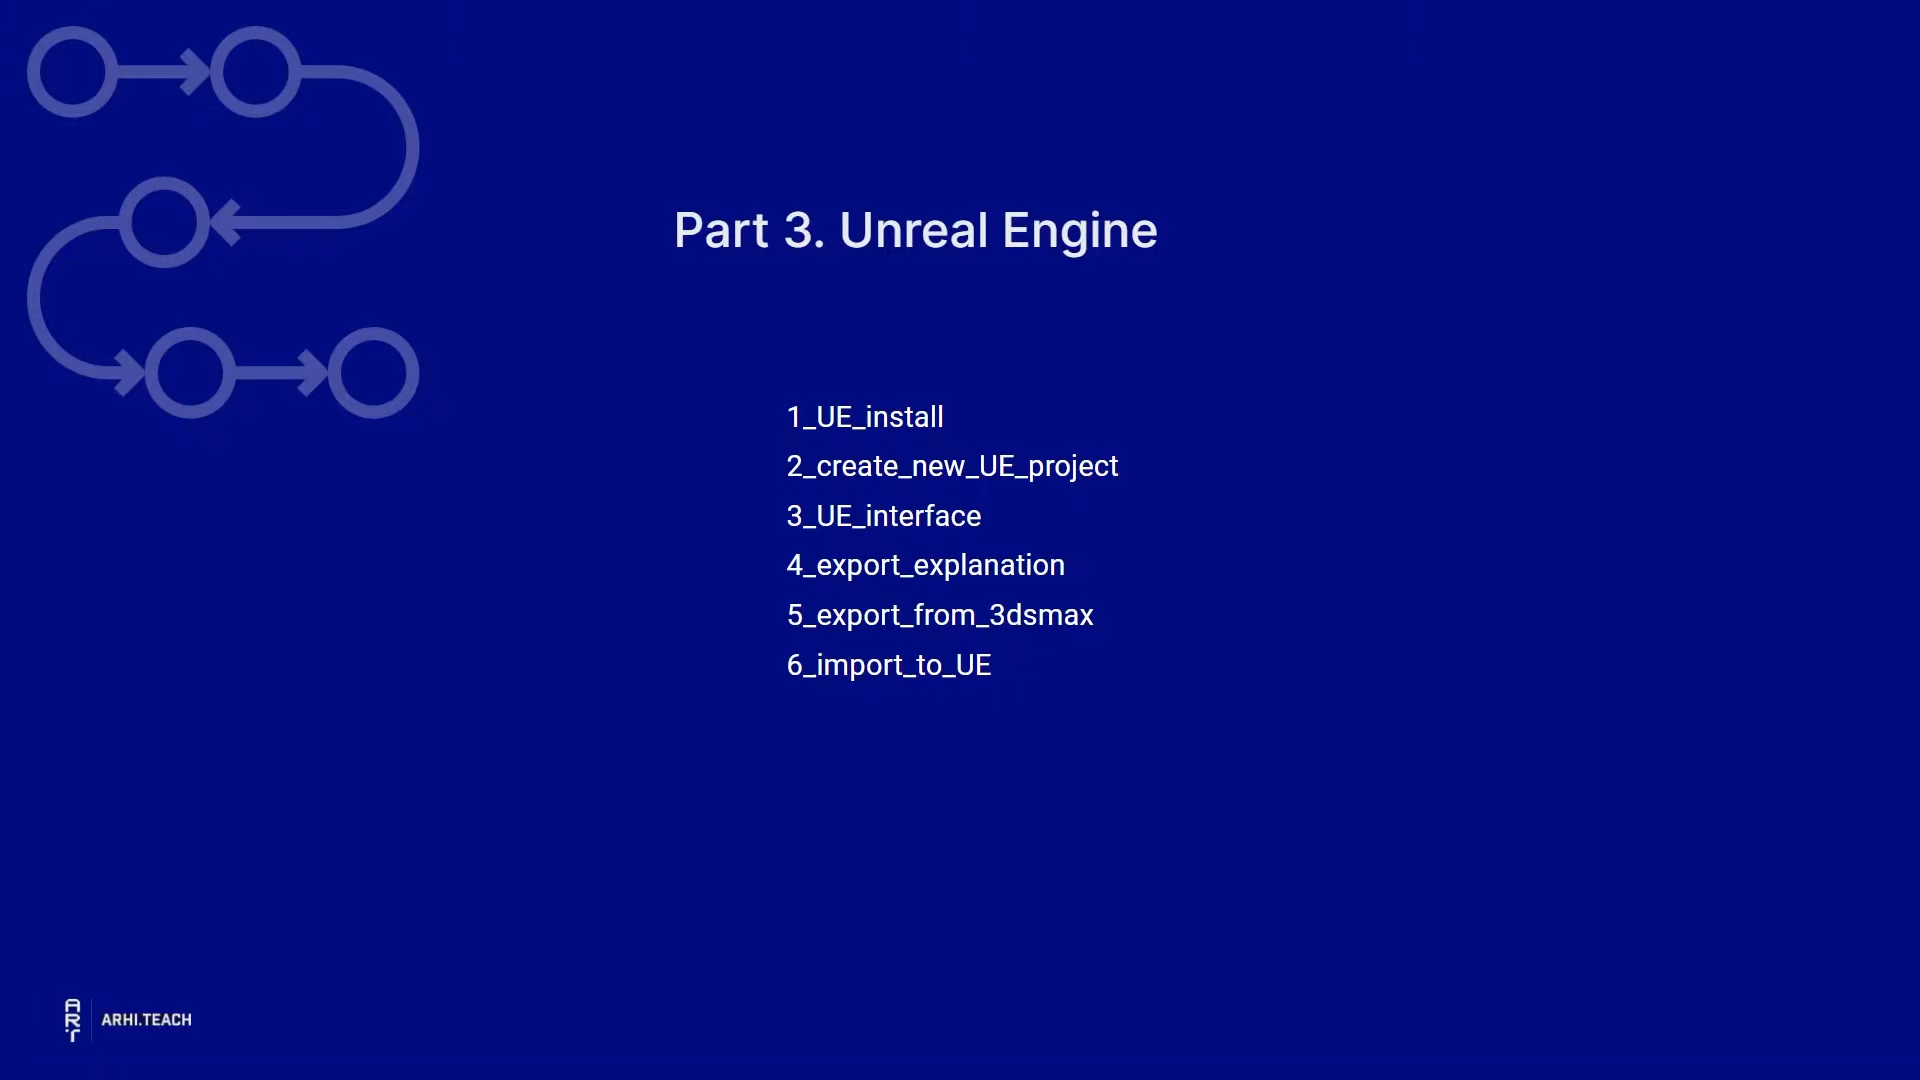 Part 3. Unreal Engine
1_UE_install
2_create_new_UE_project
3_UE_interface
4_export_explanation
5_export_from_3dsmax
6_import_to_UE
ART
ARHI.TEACH